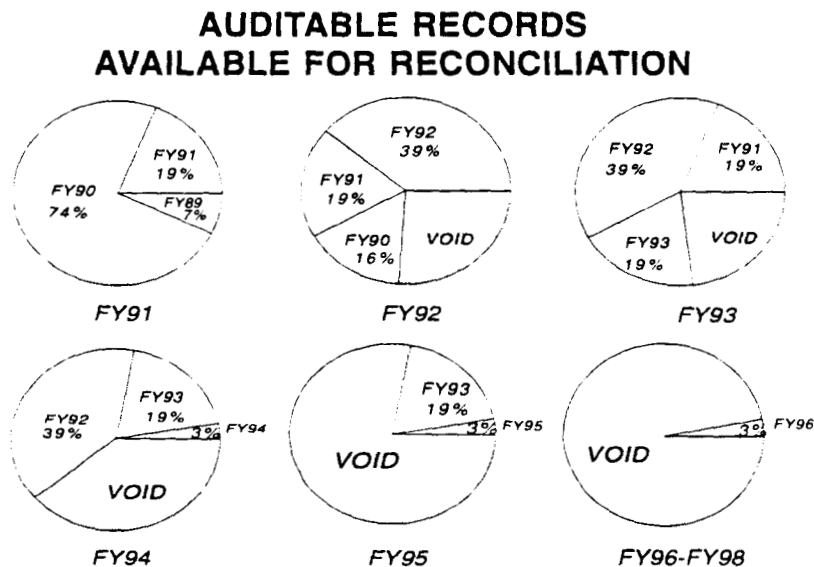 AUDITABLE RECORDS
AVAILABLE FOR RECONCILIATION
FY91
19%
FY90
74%
FY89
7%
FY91
FY92
39%
FY91
19%
FY90
16%
VOID
FY92
FY92
39%
FY91
19%
FY93
19%
VOID
FY93
FY92
39%
FY93
19%
3%
FY94
VOID
FY94
FY93
19%
3%
FY95
VOID
FY95
3%
FY96
VOID
FY96-FY98